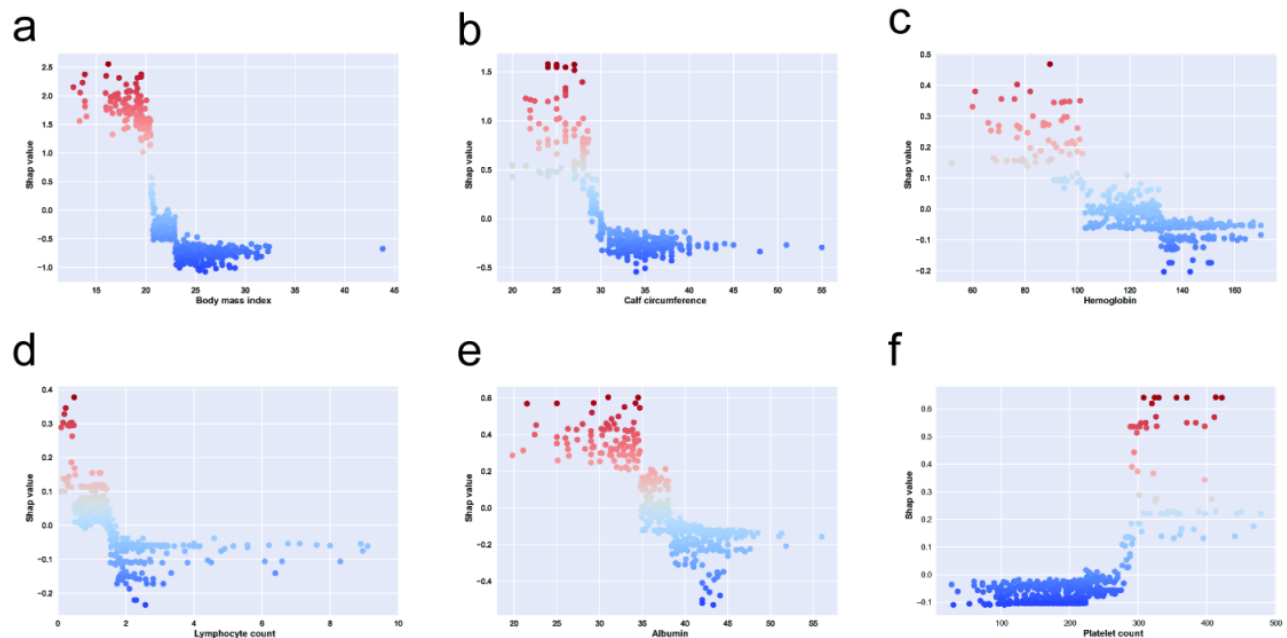 a
b
c
2.5
2.0
1.5
1.0
0.5
0.0
−0.5
−1.0
Shap value
15 20 25 30 35 40 45
Body mass index
1.5
1.0
0.5
0.0
−0.5
Shap value
20 25 30 35 40 45 50 55
Calf circumference
0.5
0.4
0.3
0.2
0.1
0.0
−0.1
−0.2
Shap value
60 80 100 120 140 160
Hemoglobin
d
e
f
0.4
0.3
0.2
0.1
0.0
−0.1
−0.2
Shap value
0 2 4 6 8 10
Lymphocyte count
0.6
0.4
0.2
0.0
−0.2
−0.4
Shap value
20 25 30 35 40 45 50 55
Albumin
0.6
0.5
0.4
0.3
0.2
0.1
0.0
−0.1
Shap value
100 200 300 400 500
Platelet count